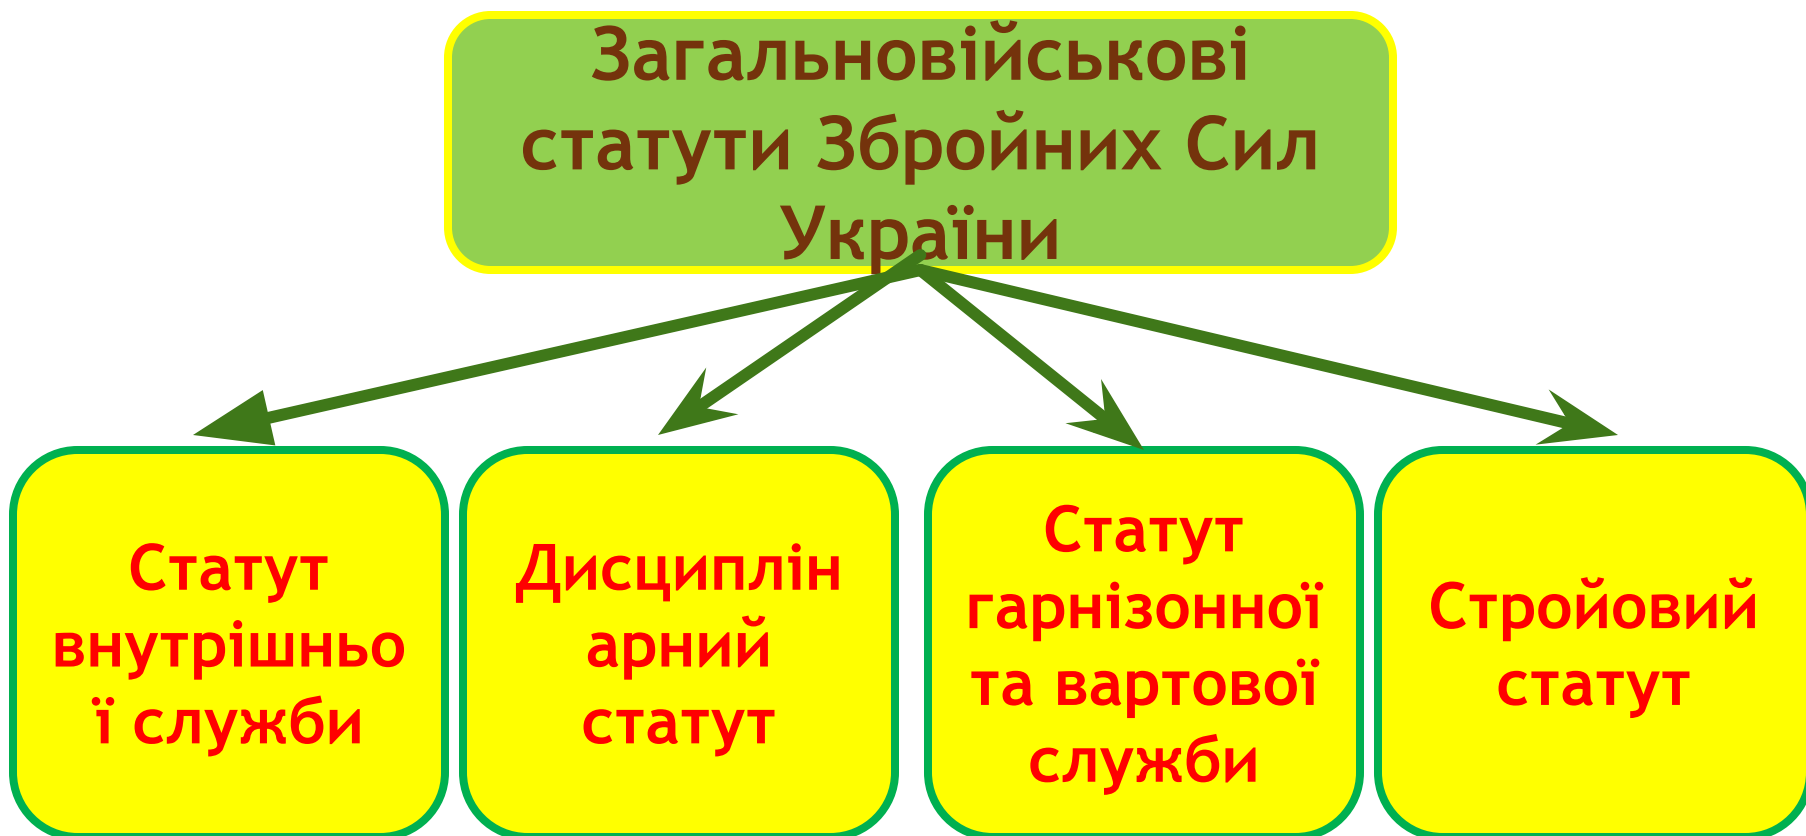 Загальновійськові
статути Збройних Сил
України
Статут
внутрішньо
ї служби
Дисциплін
арний
статут
Статут
гарнізонної
та вартової
служби
Стройовий
статут